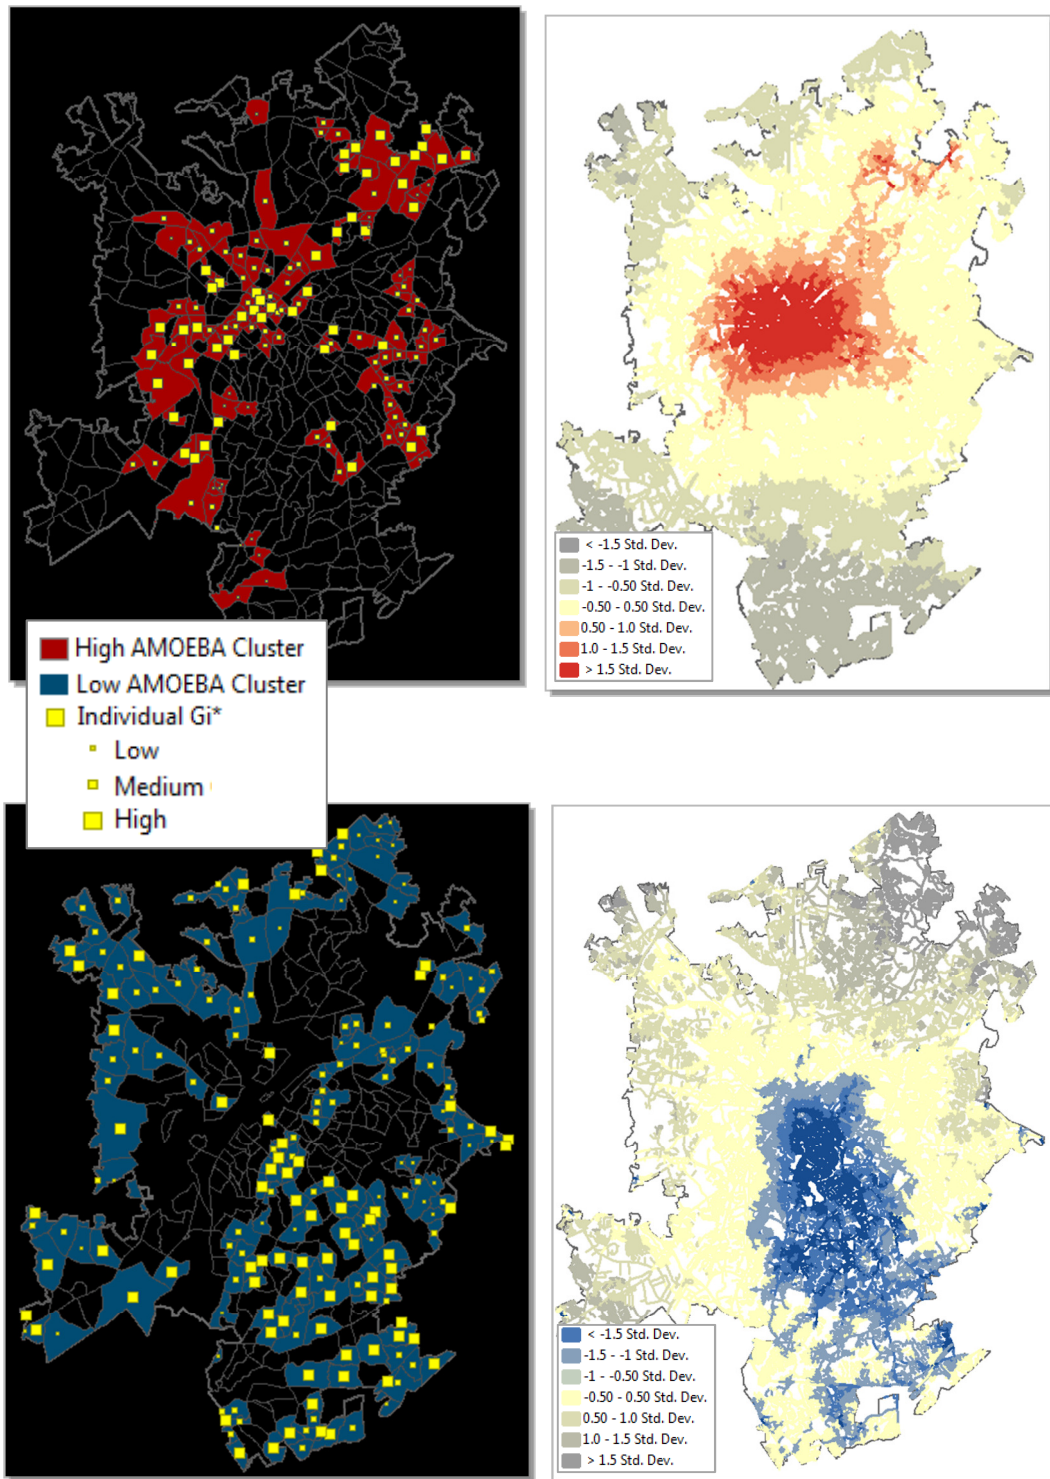 < -1.5 Std. Dev.
-1.5 - -1 Std. Dev.
-1 - -0.50 Std. Dev.
-0.50 - 0.50 Std. Dev.
0.50 - 1.0 Std. Dev.
1.0 - 1.5 Std. Dev.
> 1.5 Std. Dev.
High AMOEBA Cluster
Low AMOEBA Cluster
Individual Gi*
Low
Medium
High
< -1.5 Std. Dev.
-1.5 - -1 Std. Dev.
-1 - -0.50 Std. Dev.
-0.50 - 0.50 Std. Dev.
0.50 - 1.0 Std. Dev.
1.0 - 1.5 Std. Dev.
> 1.5 Std. Dev.